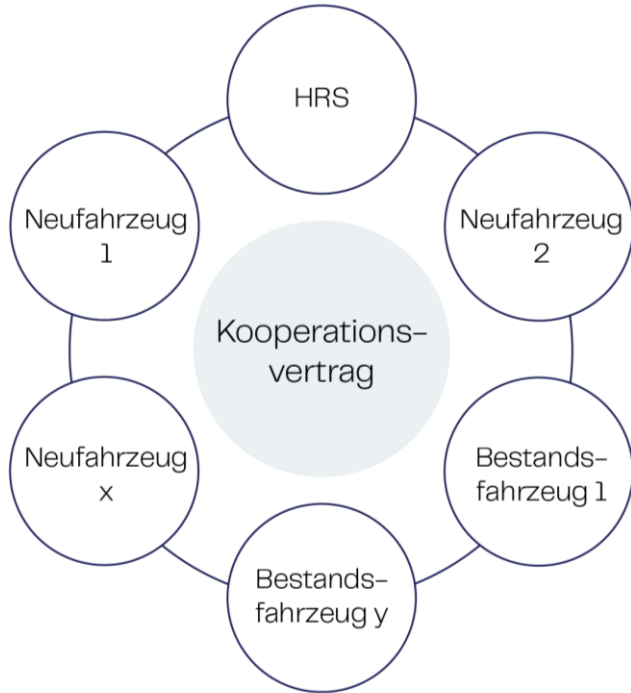 HRS
Neufahrzeug
1
Neufahrzeug
2
Kooperations-
vertrag
Neufahrzeug
x
Bestands-
fahrzeug 1
Bestands-
fahrzeug y